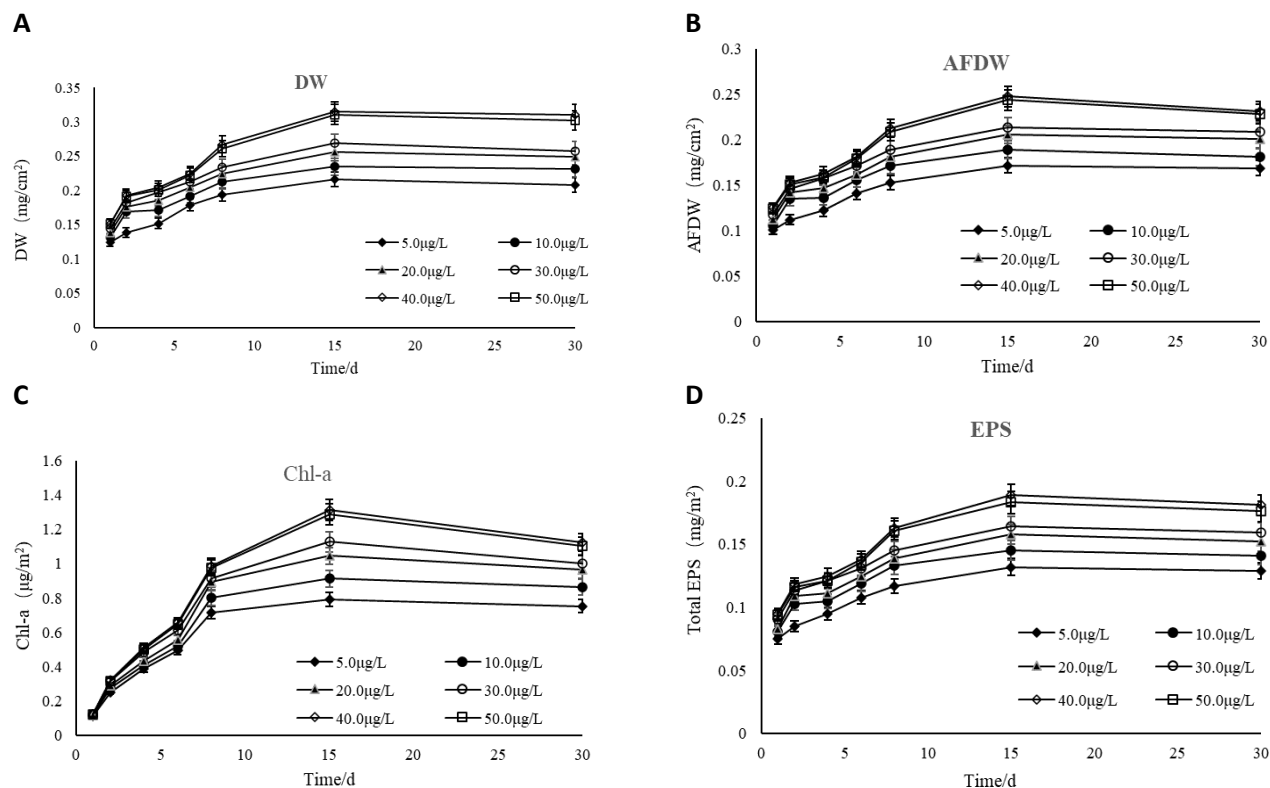 A
DW
DW (mg/cm²)
0.35
0.3
0.25
0.2
0.15
0.1
0.05
0
0 5 10 15 20 25 30
Time/d
5.0μg/L 10.0μg/L
20.0μg/L 30.0μg/L
40.0μg/L 50.0μg/L
B
AFDW
AFDW (mg/cm²)
0.3
0.25
0.2
0.15
0.1
0.05
0
0 5 10 15 20 25 30
Time/d
5.0μg/L 10.0μg/L
20.0μg/L 30.0μg/L
40.0μg/L 50.0μg/L
C
Chl-a
Chl-a (μg/m²)
1.6
1.4
1.2
1
0.8
0.6
0.4
0.2
0
0 5 10 15 20 25 30
Time/d
5.0μg/L 10.0μg/L
20.0μg/L 30.0μg/L
40.0μg/L 50.0μg/L
D
EPS
Total EPS (mg/m²)
0.25
0.2
0.15
0.1
0.05
0
0 5 10 15 20 25 30
Time/d
5.0μg/L 10.0μg/L
20.0μg/L 30.0μg/L
40.0μg/L 50.0μg/L